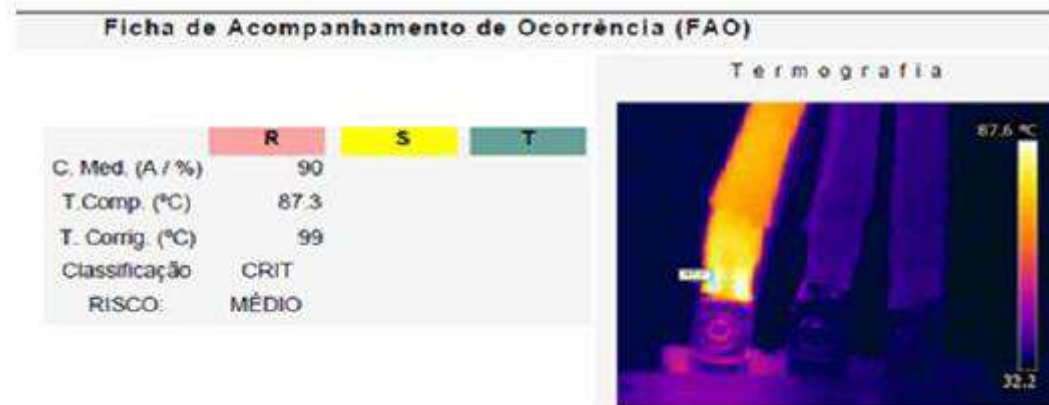 Ficha de Acompanhamento de Ocorrência (FAO)
Termografia
R S T
C. Med. (A / %) 90
T.Comp. (ºC) 87.3
T. Corrig. (ºC) 99
Classificação CRIT
RISCO: MÉDIO
87.6 ºC
32.2